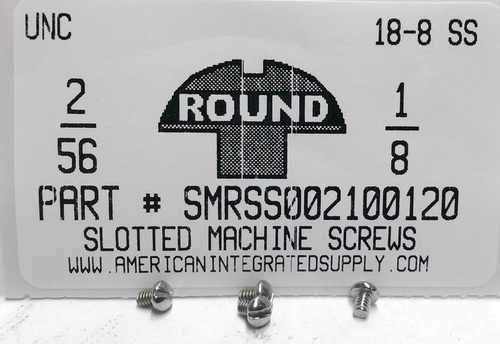 UNC
18-8 SS
2
56
ROUND
1
8
PART # SMRSS002100120
SLOTTED MACHINE SCREWS
WWW.AMERICANINTEGRATEDSUPPLY.COM